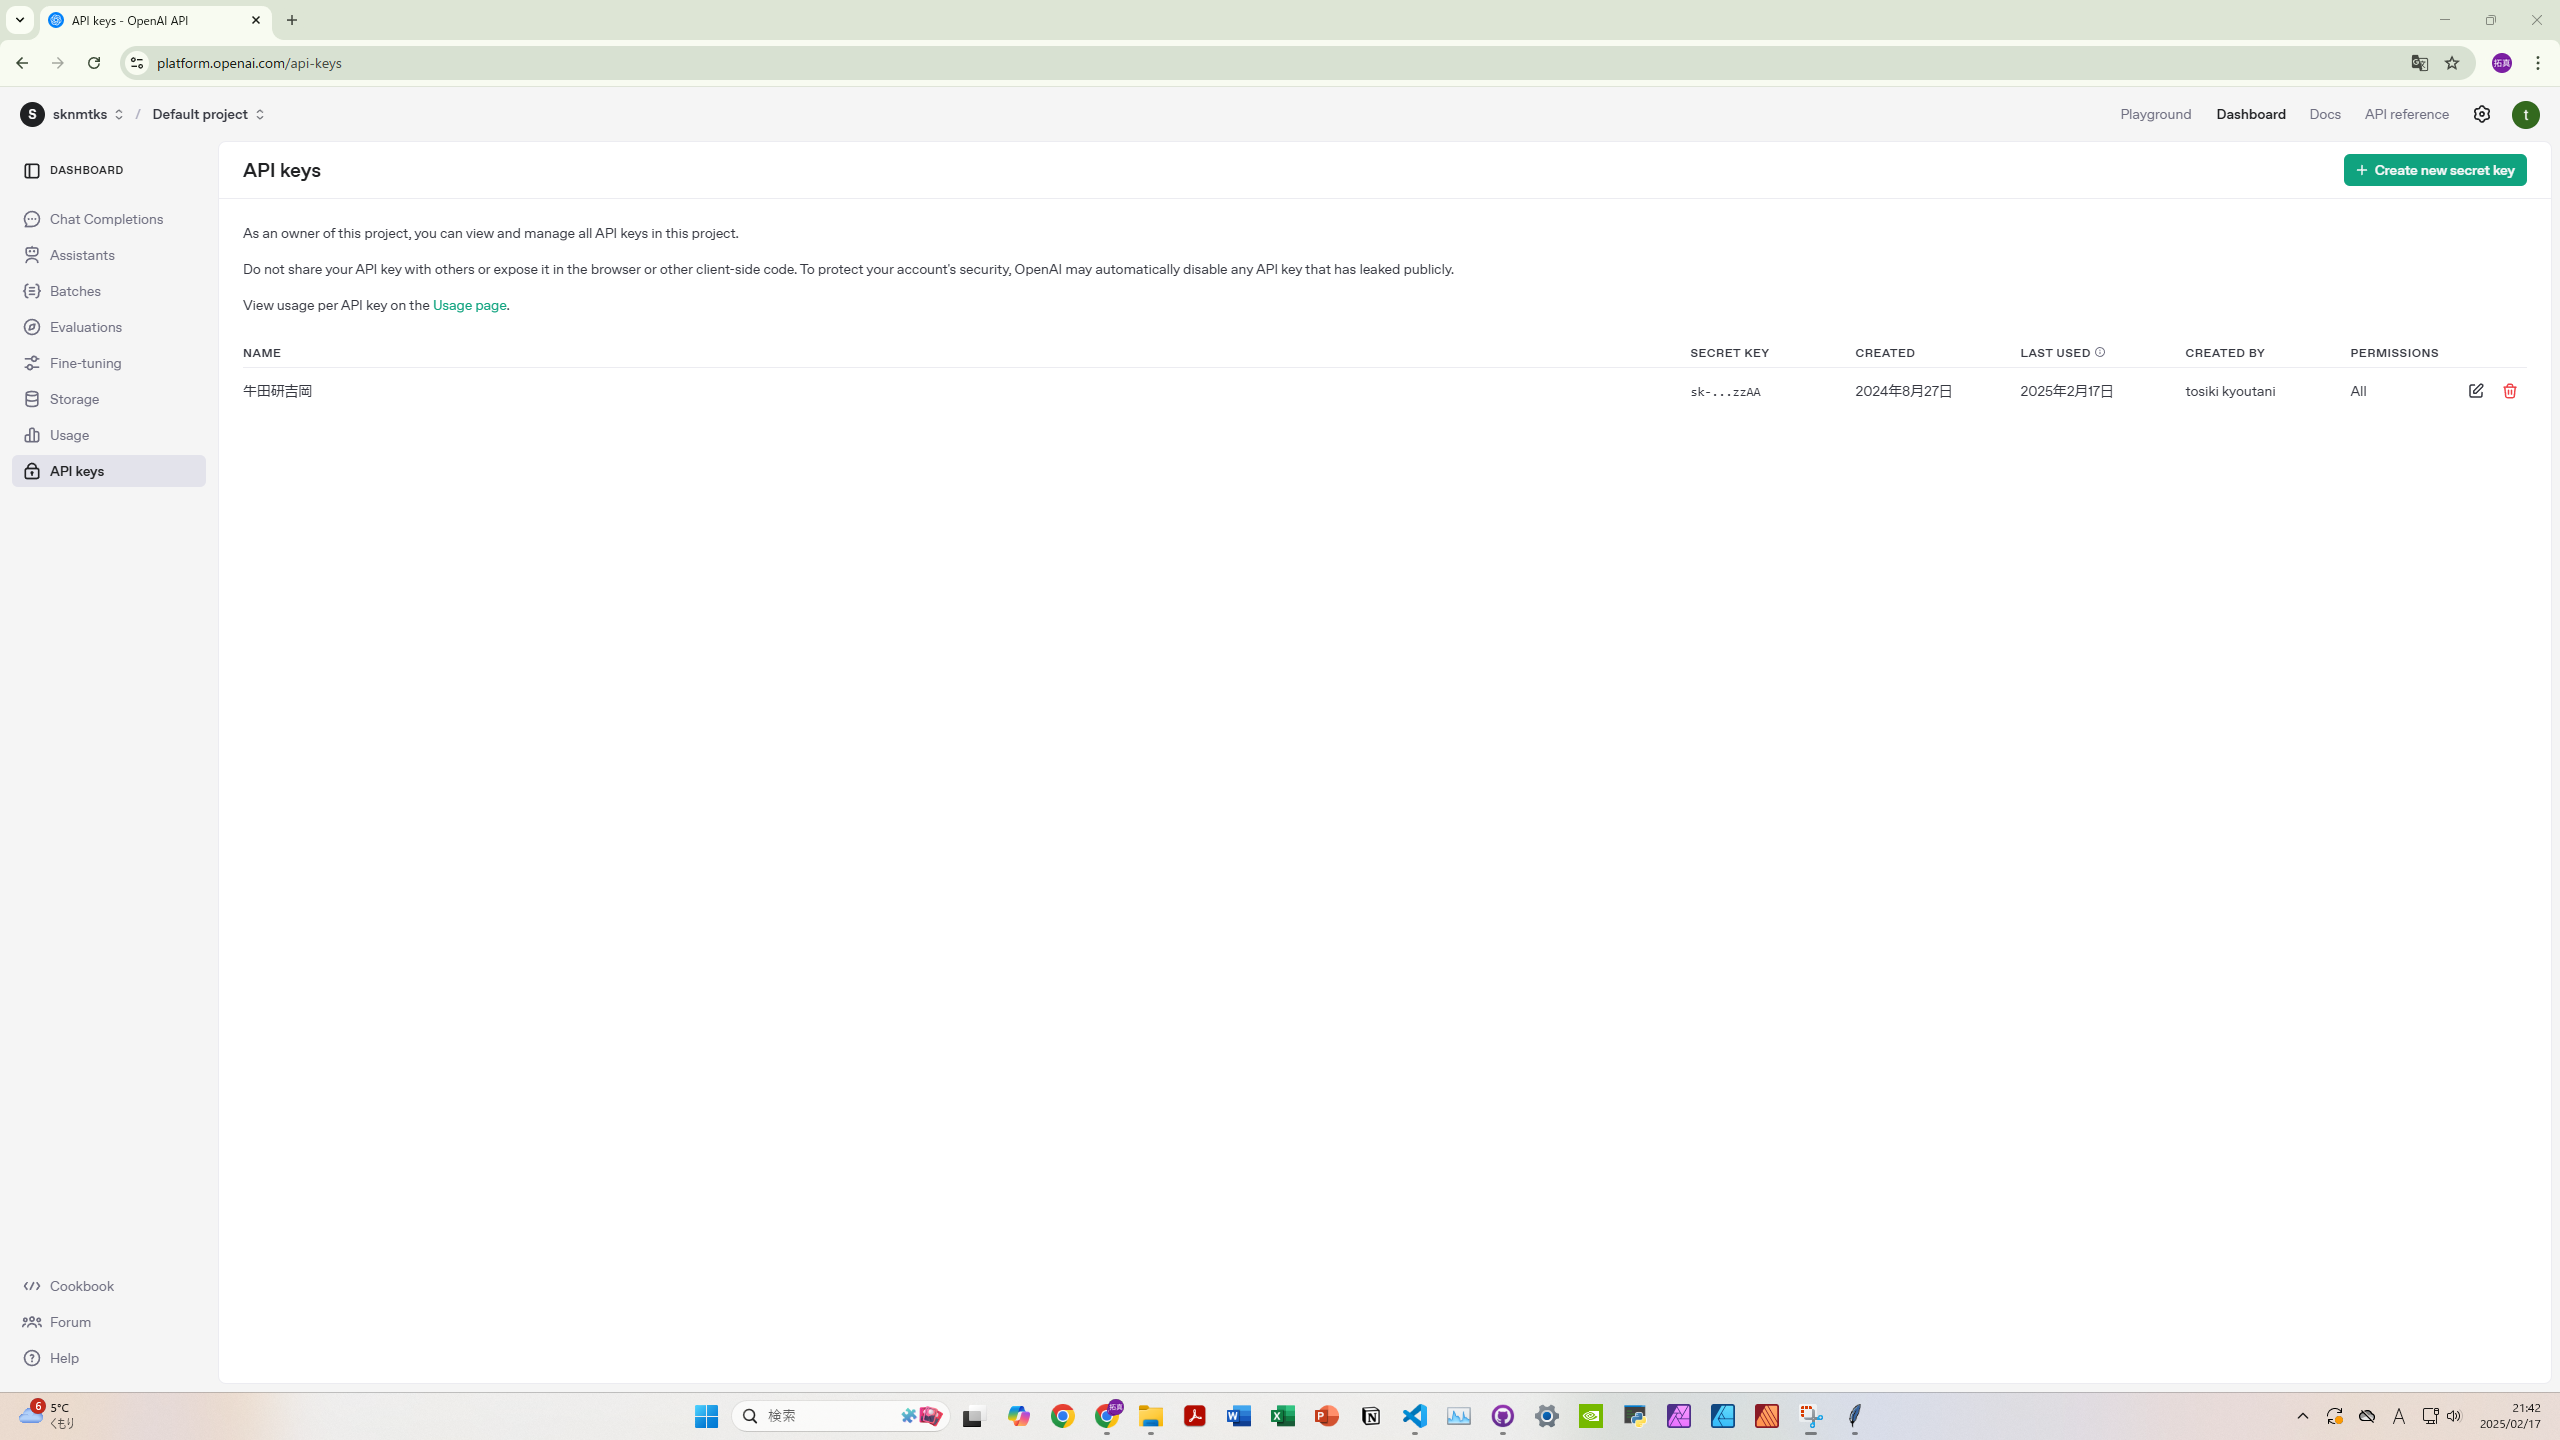 API keys - OpenAI API
platform.openai.com/api-keys
拓真
S sknmtks / Default project
Playground Dashboard Docs API reference t
DASHBOARD
Chat Completions
Assistants
Batches
Evaluations
Fine-tuning
Storage
Usage
API keys
API keys
+ Create new secret key
As an owner of this project, you can view and manage all API keys in this project.
Do not share your API key with others or expose it in the browser or other client-side code. To protect your account's security, OpenAI may automatically disable any API key that has leaked publicly.
View usage per API key on the Usage page.
NAME SECRET KEY CREATED LAST USED CREATED BY PERMISSIONS
牛田研吉岡 sk-...zzAA 2024年8月27日 2025年2月17日 tosiki kyoutani All
Cookbook
Forum
Help
6
5°C
くもり
検索
拓真
A
21:42
2025/02/17